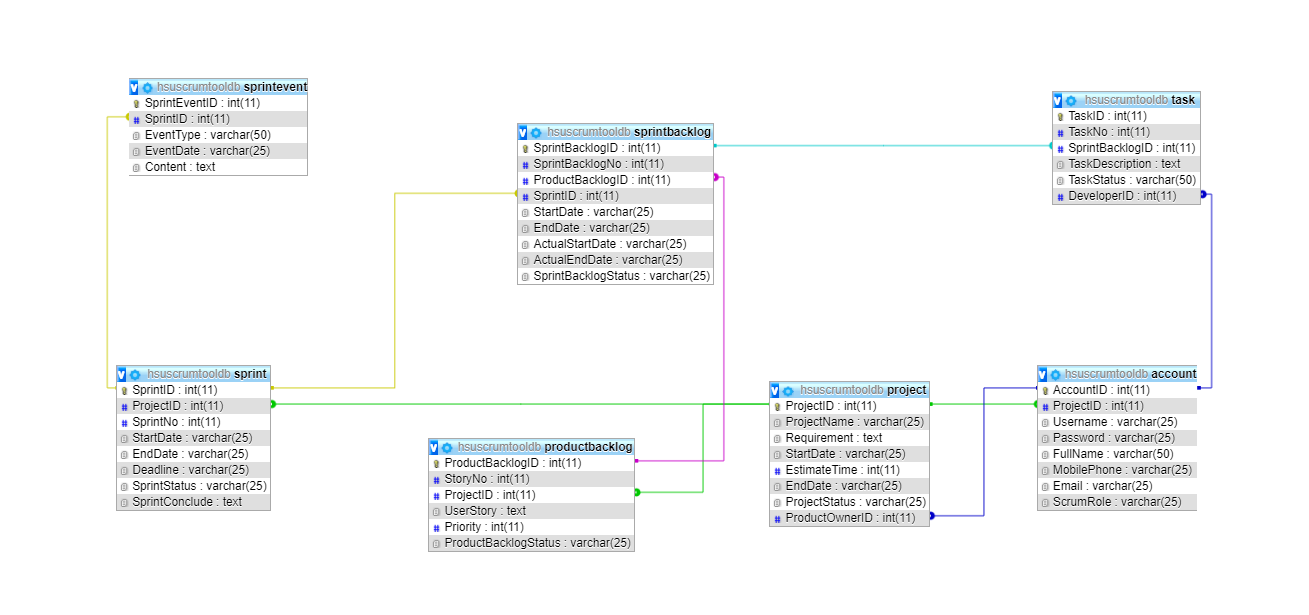 hsuscrumtooldb sprintevent
SprintEventID : int(11)
SprintID : int(11)
EventType : varchar(50)
EventDate : varchar(25)
Content : text
hsuscrumtooldb sprintbacklog
SprintBacklogID : int(11)
SprintBacklogNo : int(11)
ProductBacklogID : int(11)
SprintID : int(11)
StartDate : varchar(25)
EndDate : varchar(25)
ActualStartDate : varchar(25)
ActualEndDate : varchar(25)
SprintBacklogStatus : varchar(25)
hsuscrumtooldb task
TaskID : int(11)
TaskNo : int(11)
SprintBacklogID : int(11)
TaskDescription : text
TaskStatus : varchar(50)
DeveloperID : int(11)
hsuscrumtooldb sprint
SprintID : int(11)
ProjectID : int(11)
SprintNo : int(11)
StartDate : varchar(25)
EndDate : varchar(25)
Deadline : varchar(25)
SprintStatus : varchar(25)
SprintConclude : text
hsuscrumtooldb productbacklog
ProductBacklogID : int(11)
StoryNo : int(11)
ProjectID : int(11)
UserStory : text
Priority : int(11)
ProductBacklogStatus : varchar(25)
hsuscrumtooldb project
ProjectID : int(11)
ProjectName : varchar(25)
Requirement : text
StartDate : varchar(25)
EstimateTime : int(11)
EndDate : varchar(25)
ProjectStatus : varchar(25)
ProductOwnerID : int(11)
hsuscrumtooldb account
AccountID : int(11)
ProjectID : int(11)
Username : varchar(25)
Password : varchar(25)
FullName : varchar(50)
MobilePhone : varchar(25)
Email : varchar(25)
ScrumRole : varchar(25)